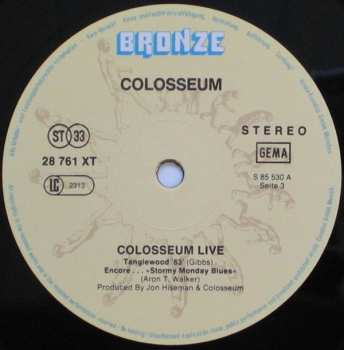 BRONZE
COLOSSEUM
ST 33
STEREO
28 761 XT
GEMA
LC 2313
S 85 530 A
Seite 3
COLOSSEUM LIVE
Tanglewood '63' (Gibbs)
Encore . . . »Stormy Monday Blues«
(Aron T. Walker)
Produced By Jon Hiseman & Colosseum